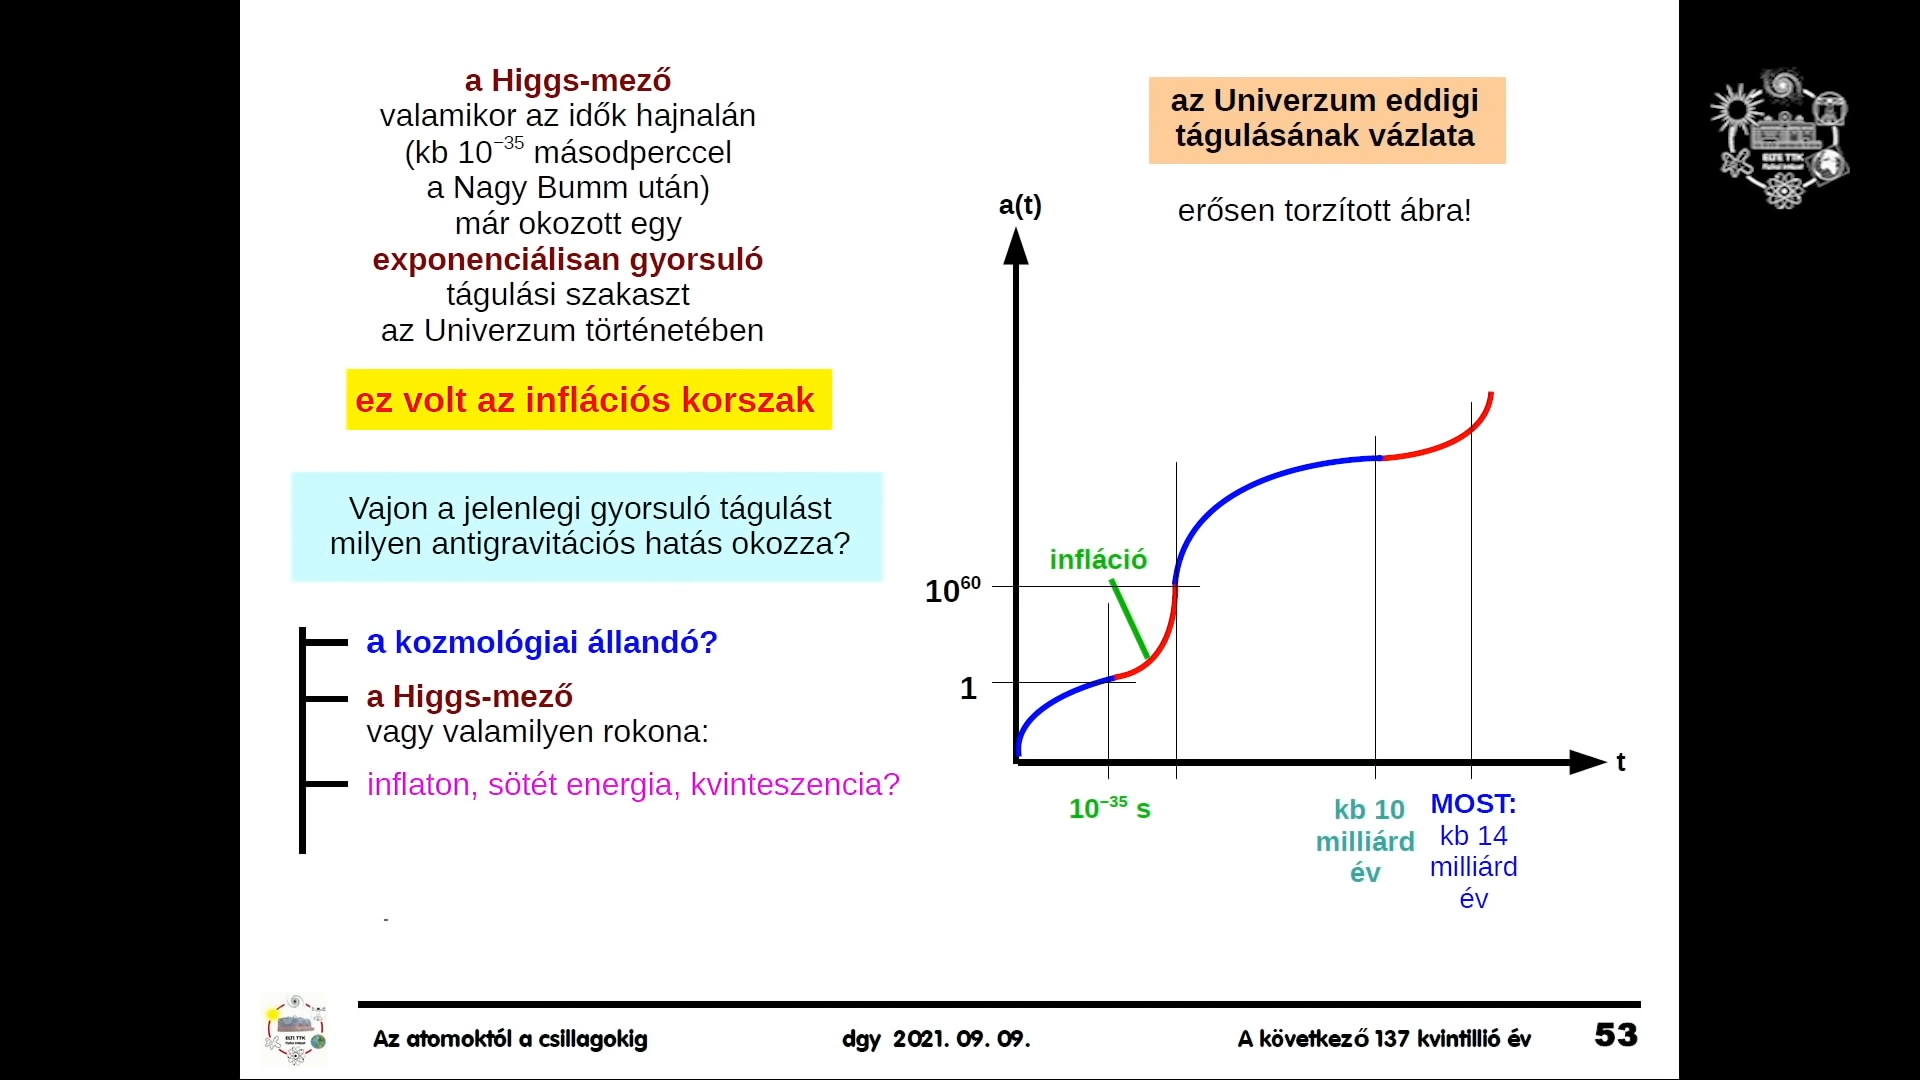 a Higgs-mező
valamikor az idők hajnalán
(kb 10⁻³⁵ másodperccel
a Nagy Bumm után)
már okozott egy
exponenciálisan gyorsuló
tágulási szakaszt
az Univerzum történetében
ez volt az inflációs korszak
Vajon a jelenlegi gyorsuló tágulást
milyen antigravitációs hatás okozza?
a kozmológiai állandó?
a Higgs-mező
vagy valamilyen rokona:
inflaton, sötét energia, kvinteszencia?
az Univerzum eddigi
tágulásának vázlata
erősen torzított ábra!
a(t)
infláció
10⁶⁰
1
t
10⁻³⁵ s
kb 10
milliárd
év
MOST:
kb 14
milliárd
év
Az atomoktól a csillagokig
dgy 2021. 09. 09.
A következő 137 kvintillió év
53
ELTE TTK